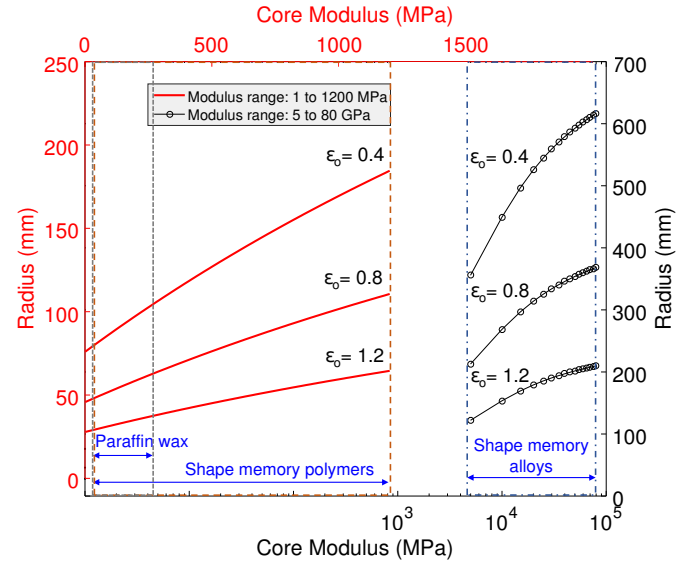 Core Modulus (MPa)
0 500 1000 1500
250 700
Modulus range: 1 to 1200 MPa
Modulus range: 5 to 80 GPa
600
200
εo= 0.4 εo= 0.4
500
150
400
Radius (mm) Radius (mm)
εo= 0.8 εo= 0.8
100 300
εo= 1.2 εo= 1.2
200
50
Paraffin wax Shape memory
alloys
100
Shape memory polymers
0
0
10³ 10⁴ 10⁵
Core Modulus (MPa)